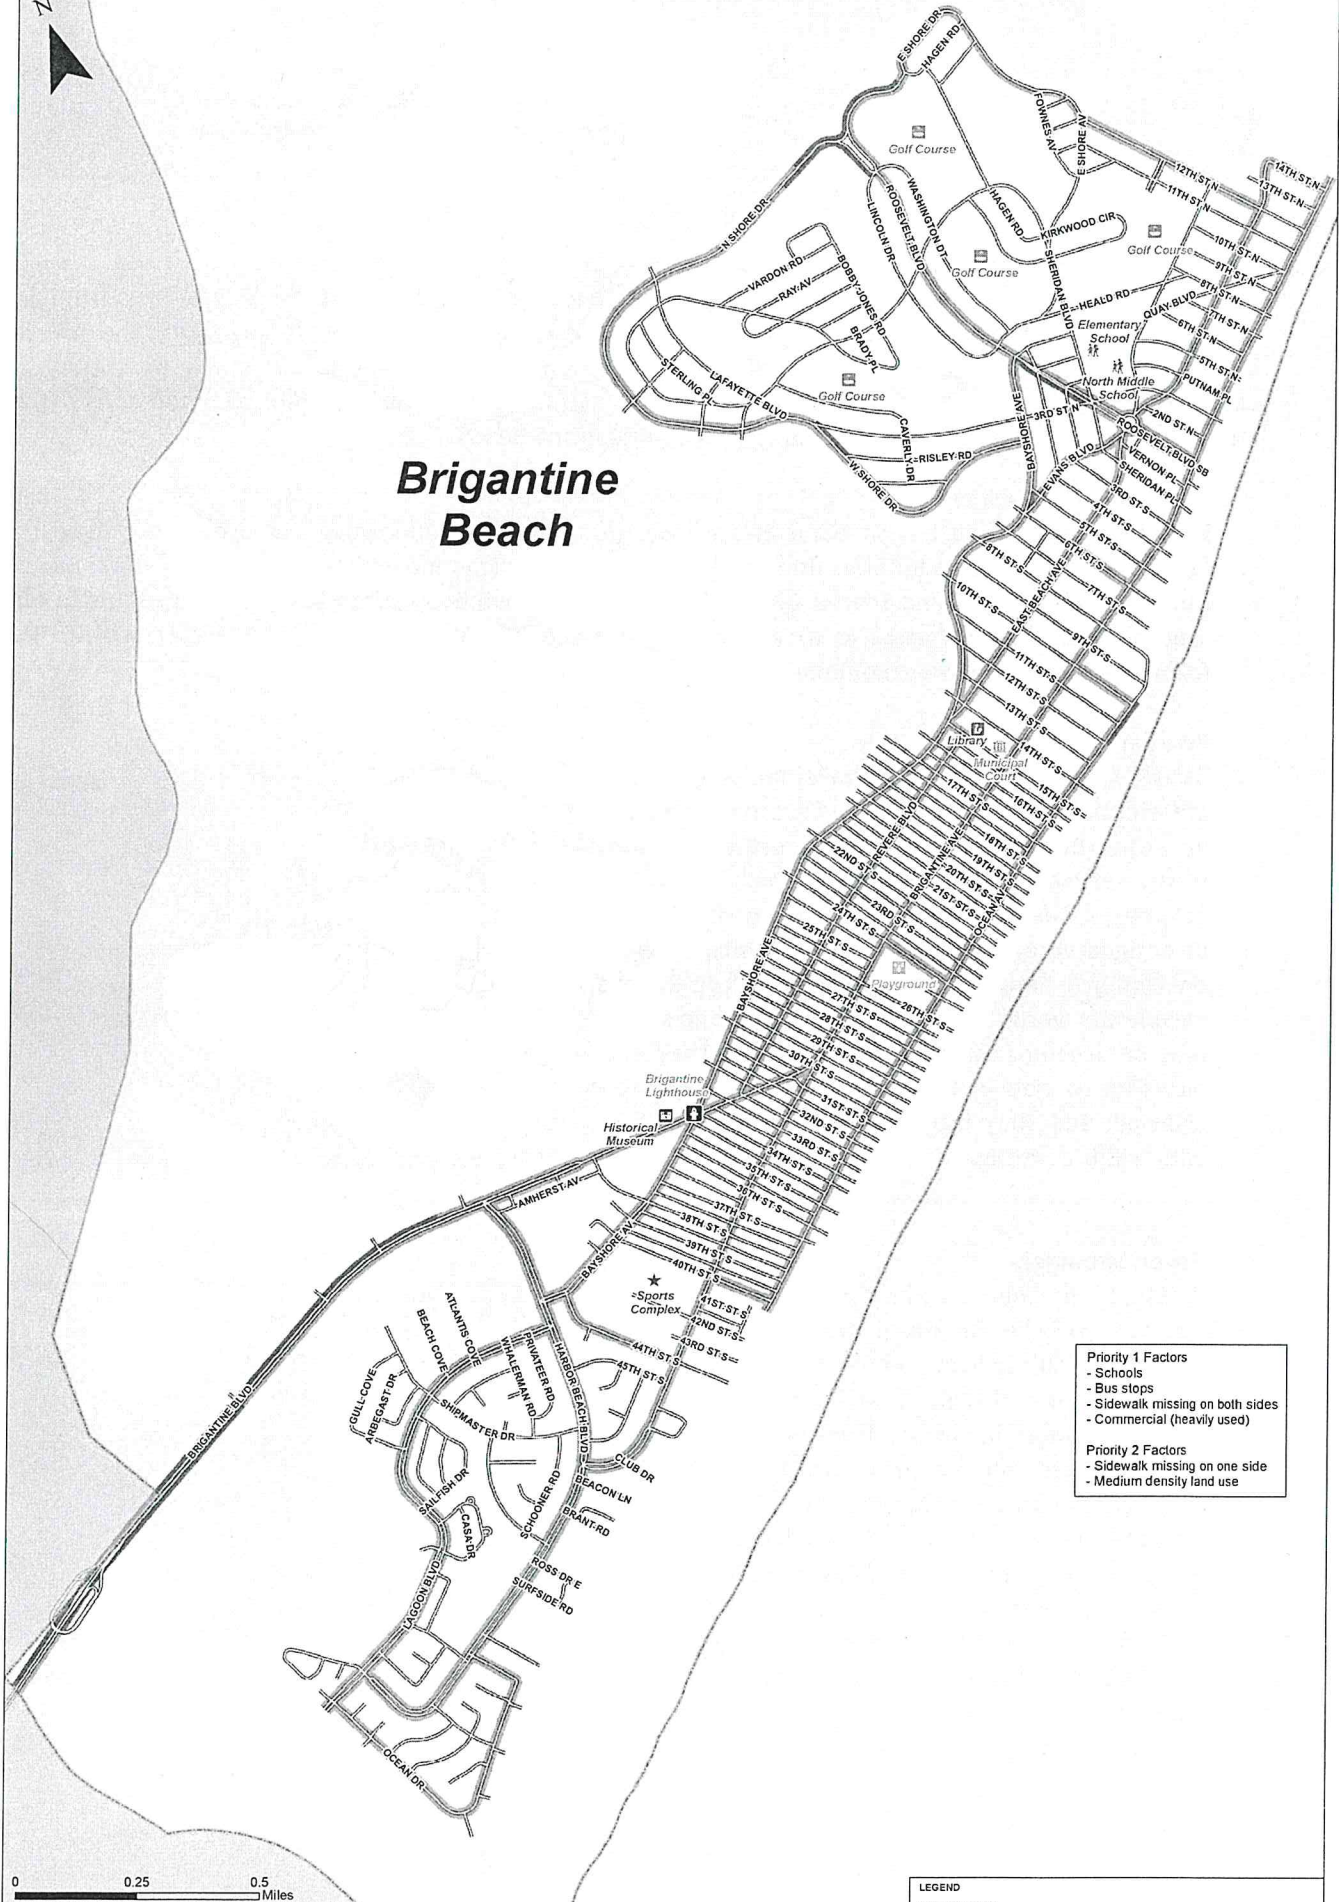 N
E SHORE DR
HAGEN RD
FOWNES AV
E SHORE AV
Golf Course
12TH ST N
14TH ST N
13TH ST N
11TH ST N
N SHORE DR
LINCOLN DR
ROOSEVELT BLVD
WASHINGTON DT
HAGEN RD
KIRKWOOD CIR
Golf Course
10TH ST N
9TH ST N
8TH ST N
Golf Course
SHERIDAN BLVD
VARDON RD
RAY AV
BOBBY JONES RD
BRADY PL
HEALD RD
QUAY BLVD
7TH ST N
6TH ST N
Elementary
School
5TH ST N
STERLING PL
LAFAYETTE BLVD
Golf Course
North Middle
School
PUTNAM PL
3RD ST N
2ND ST N
CAVERLY DR
BAYSHORE AVE
ROOSEVELT BLVD SB
RISLEY RD
EVANS BLVD
VERNON PL
SHERIDAN PL
W SHORE DR
3RD ST S
4TH ST S
5TH ST S
6TH ST S
7TH ST S
8TH ST S
EAST BEACH AVE
10TH ST S
9TH ST S
Brigantine
Beach
11TH ST S
12TH ST S
13TH ST S
Library
14TH ST S
Municipal
Court
15TH ST S
17TH ST S
16TH ST S
REVERE BLVD
18TH ST S
BRIGANTINE AVE
19TH ST S
20TH ST S
22ND ST S
21ST ST S
23RD ST S
OCEAN AV
24TH ST S
25TH ST S
BAYSHORE AVE
Playground
26TH ST S
27TH ST S
28TH ST S
29TH ST S
30TH ST S
Brigantine
Lighthouse
31ST ST S
Historical
Museum
32ND ST S
33RD ST S
34TH ST S
35TH ST S
36TH ST S
AMHERST AV
37TH ST S
38TH ST S
BAYSHORE AV
39TH ST S
40TH ST S
Sports
Complex
41ST ST S
42ND ST S
43RD ST S
44TH ST S
45TH ST S
ATLANTIS COVE
BEACH COVE
PRIVATEER RD
WHALERMAN RD
HARBOR BEACH BLVD
GULL COVE
ARBEGAST DR
SHIPMASTER DR
BRIGANTINE BLVD
SAILFISH DR
SCHOONER RD
CLUB DR
BEACON LN
CASA DR
BRANT RD
ROSS DR E
SURFSIDE RD
LAGOON BLVD
OCEAN DR
Priority 1 Factors
- Schools
- Bus stops
- Sidewalk missing on both sides
- Commercial (heavily used)
Priority 2 Factors
- Sidewalk missing on one side
- Medium density land use
0 0.25 0.5
Miles
LEGEND